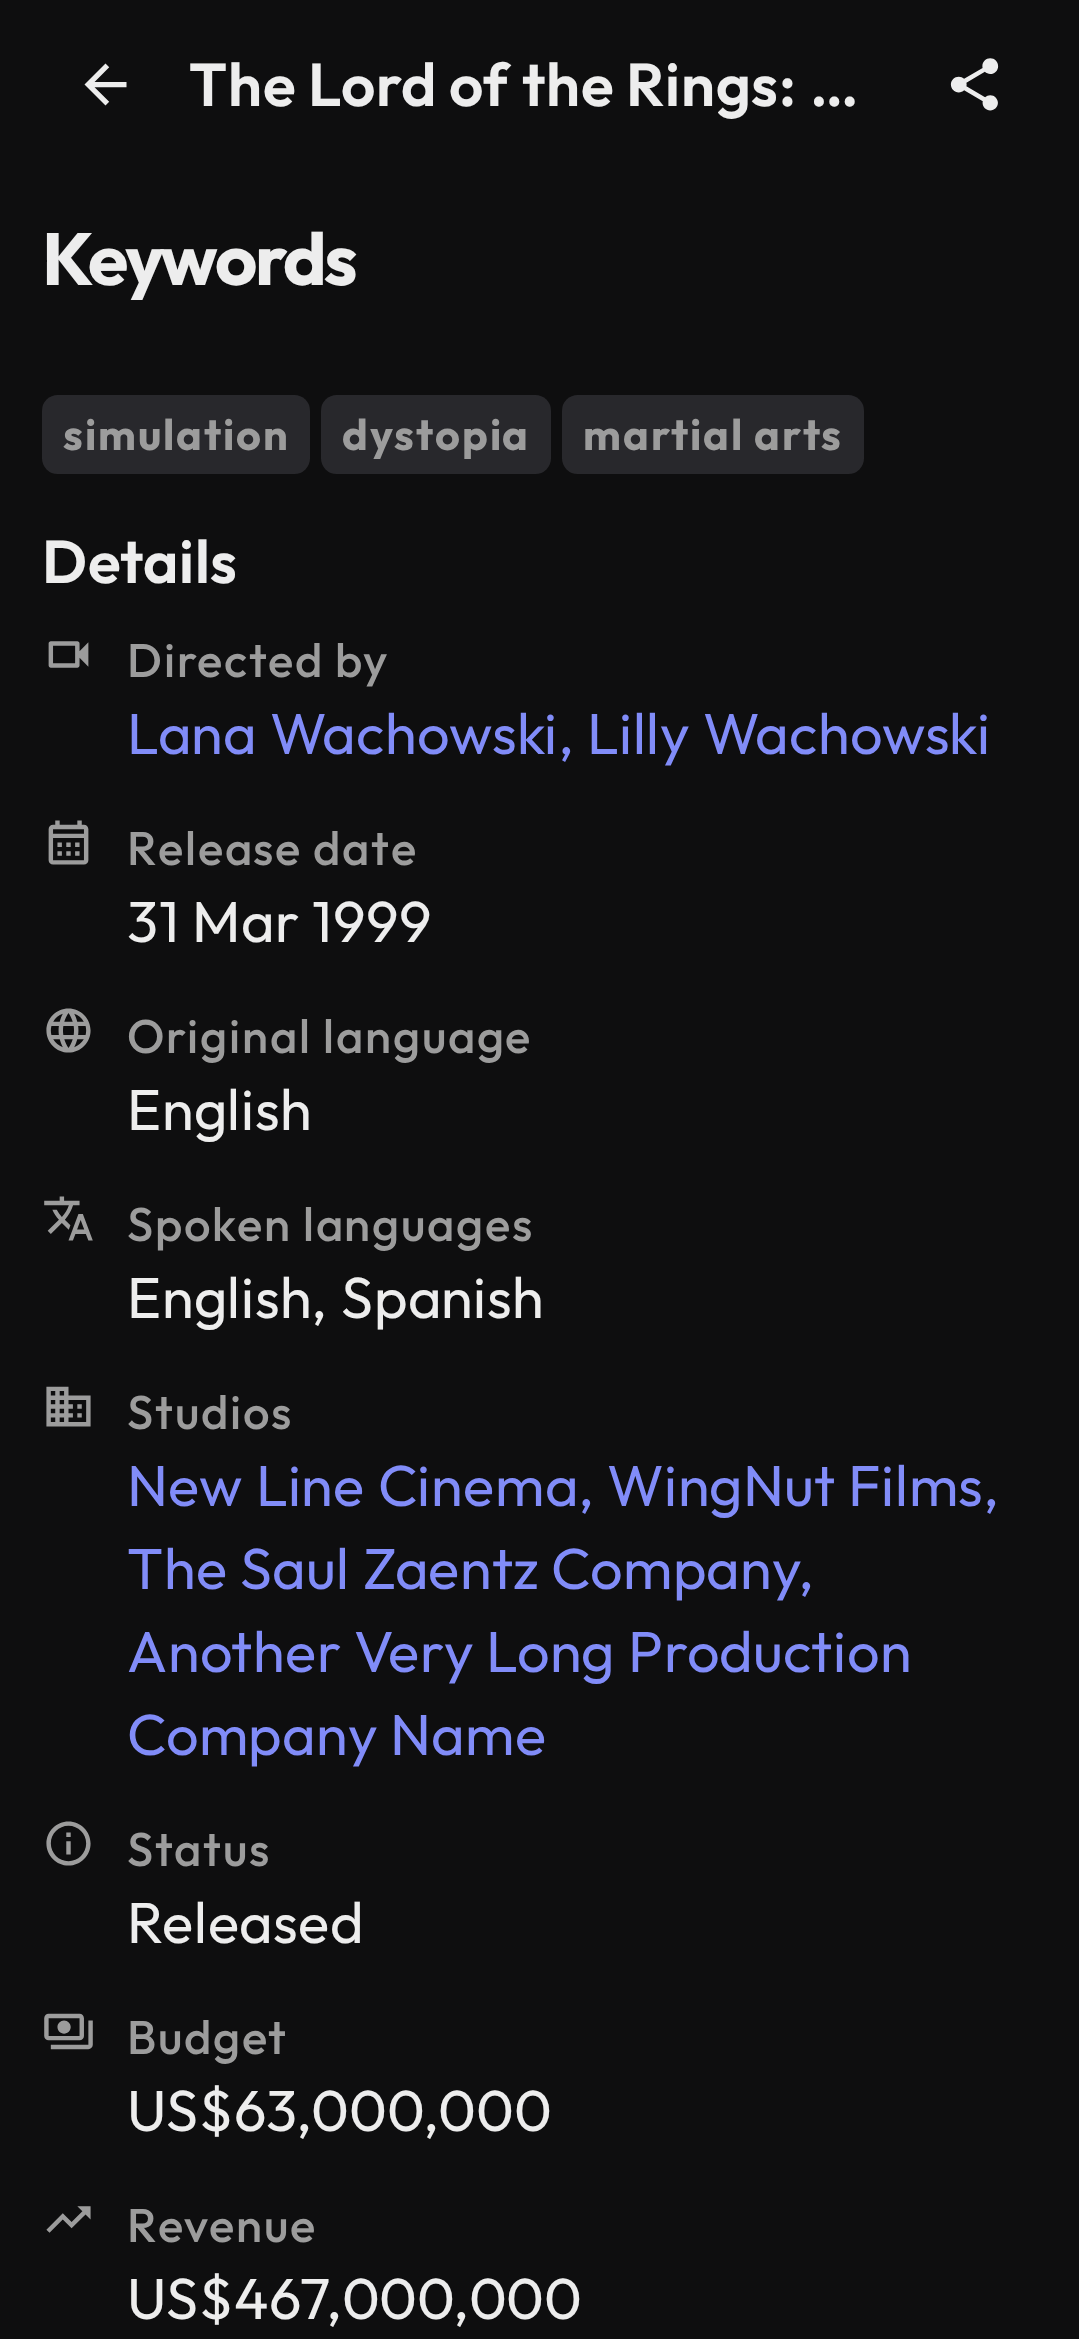 The Lord of the Rings: ...
Keywords
simulation dystopia martial arts
Details
Directed by
Lana Wachowski, Lilly Wachowski
Release date
31 Mar 1999
Original language
English
Spoken languages
English, Spanish
Studios
New Line Cinema, WingNut Films,
The Saul Zaentz Company,
Another Very Long Production
Company Name
Status
Released
Budget
US$63,000,000
Revenue
US$467,000,000